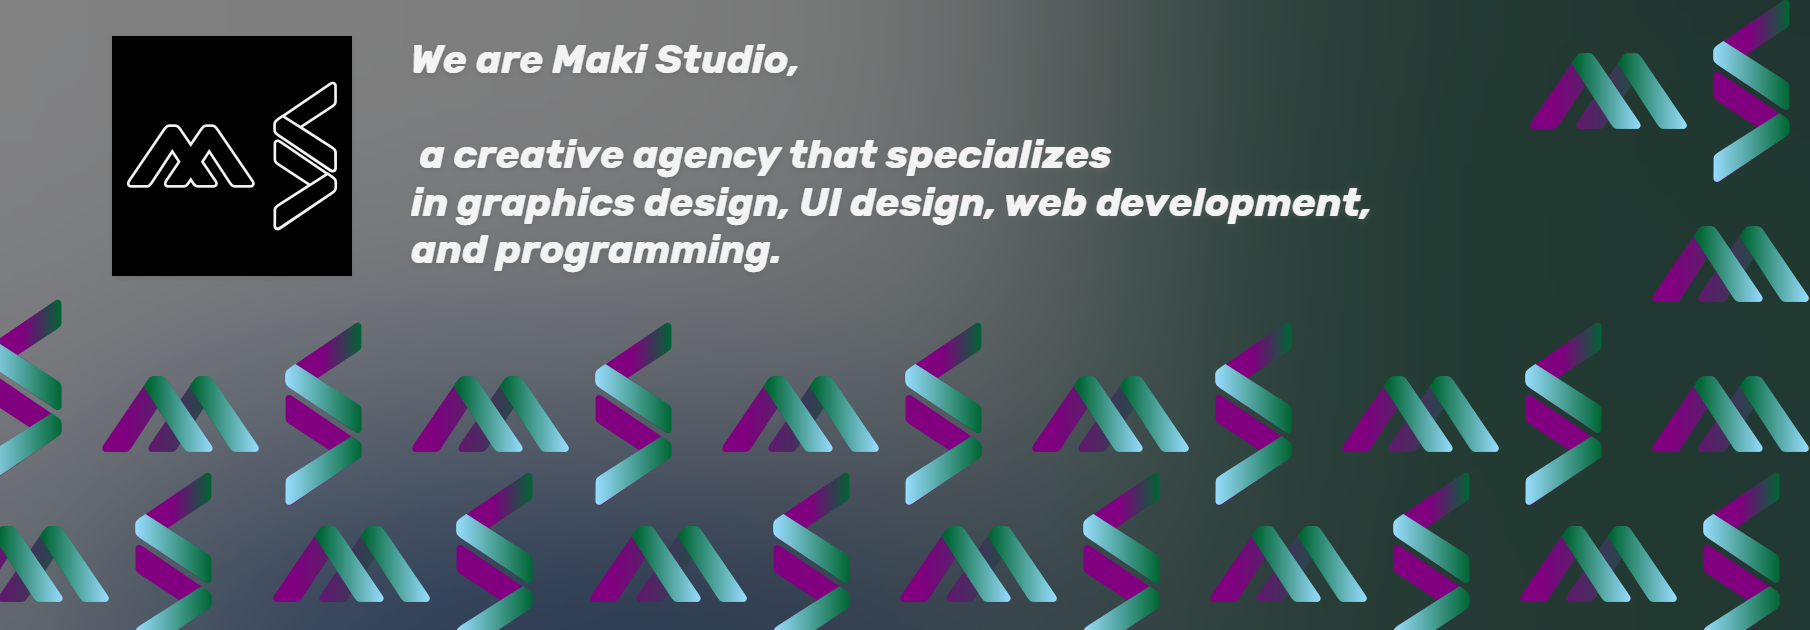 We are Maki Studio,
a creative agency that specializes
in graphics design, UI design, web development,
and programming.